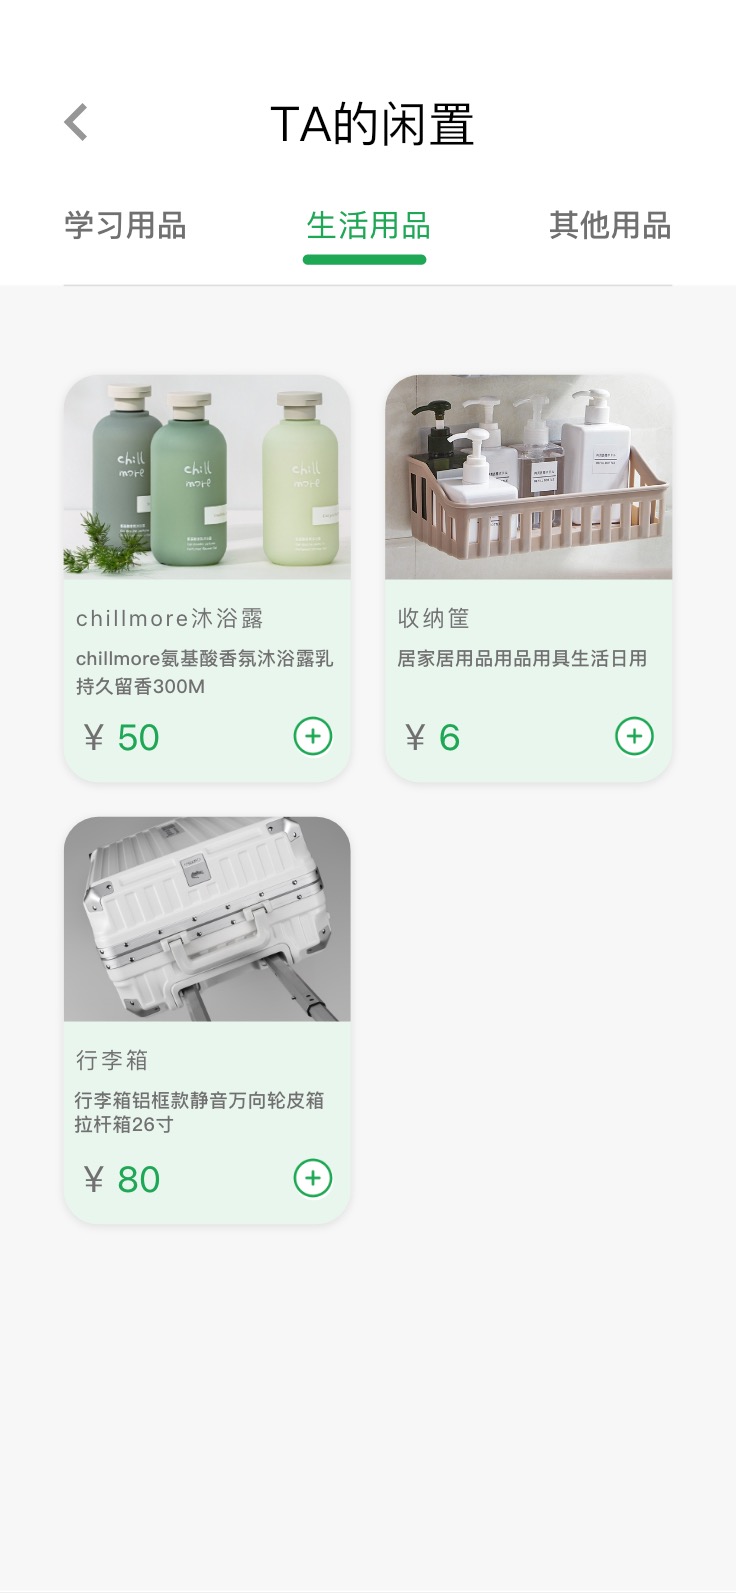 TA的闲置
学习用品
生活用品
其他用品
chill
more
chill
more
chill
more
chillmore沐浴露
chillmore氨基酸香氛沐浴露乳
持久留香300M
¥ 50
收纳筐
居家居用品用品用具生活日用
¥ 6
行李箱
行李箱铝框款静音万向轮皮箱
拉杆箱26寸
¥ 80